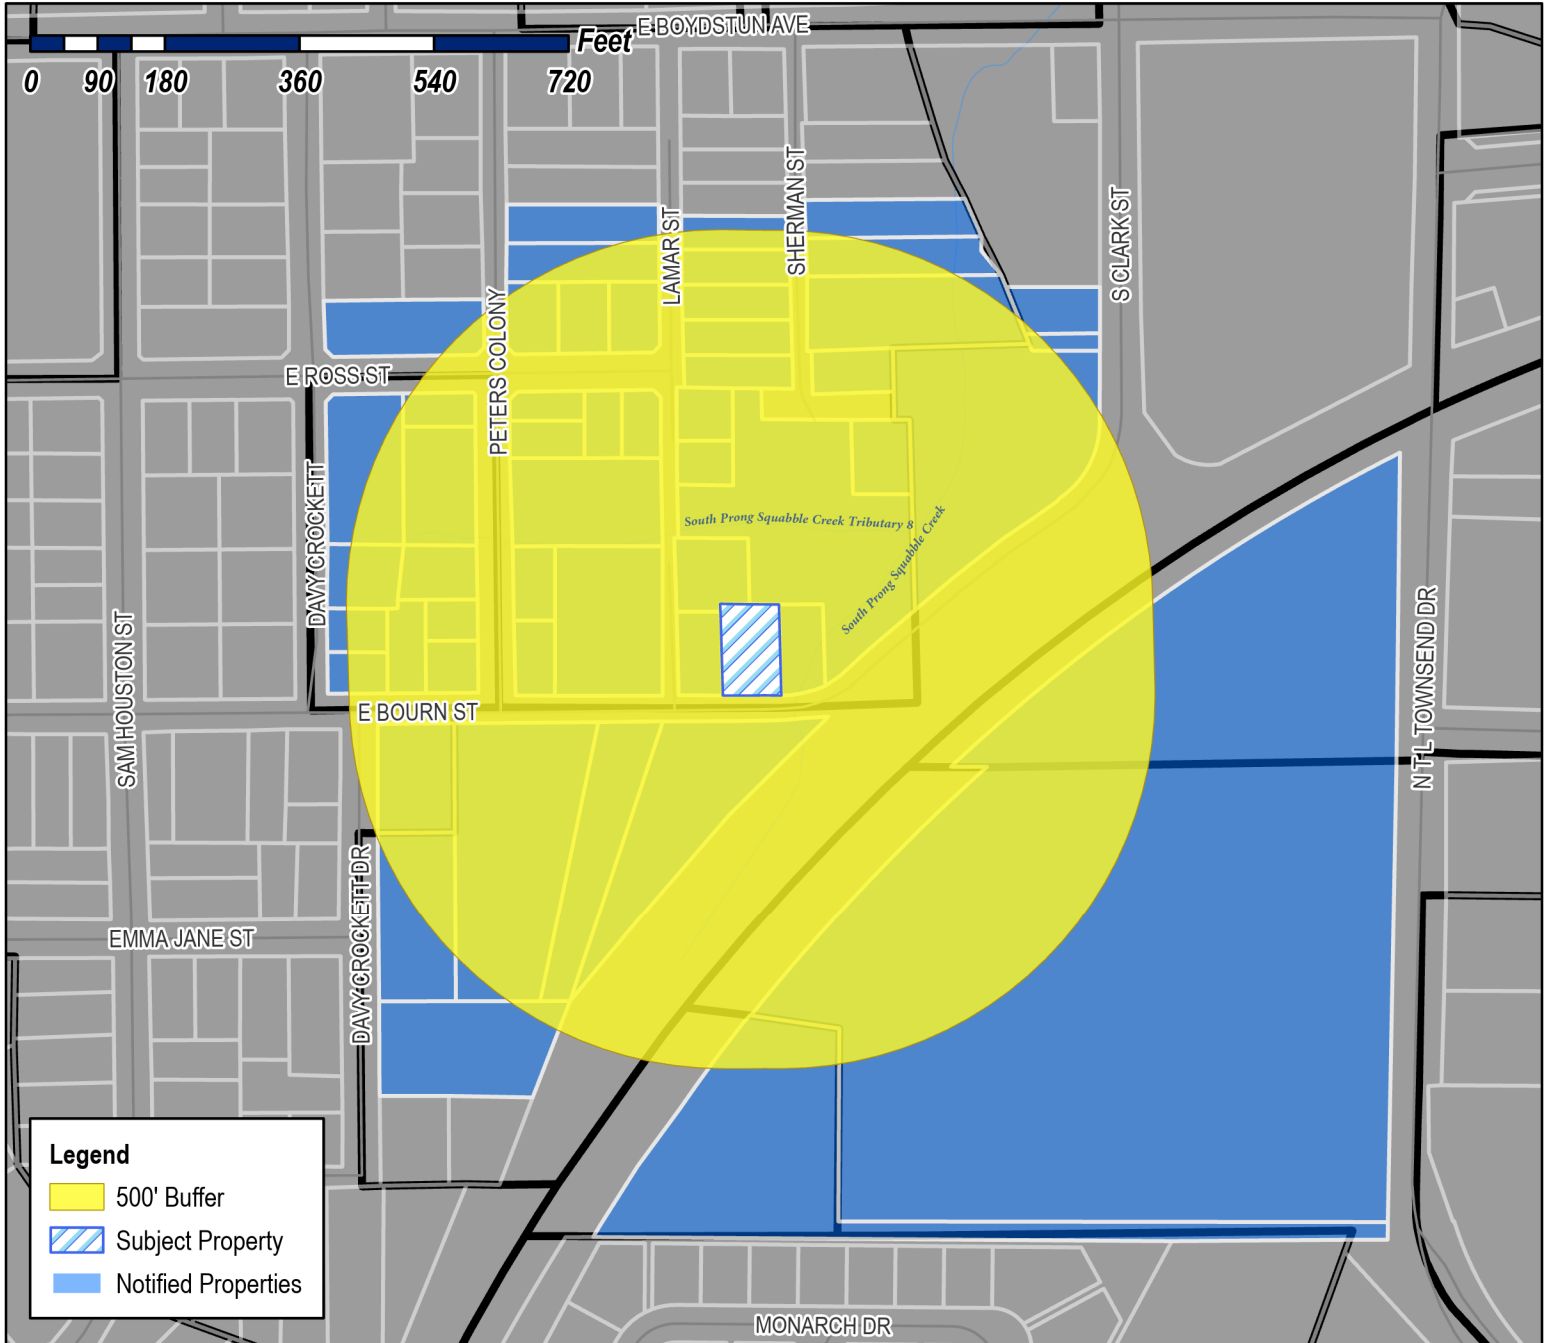 E BOYDSTUN AVE
Feet
0 90 180 360 540 720
SHERMAN ST
LAMAR ST
S CLARK ST
PETERS COLONY
E ROSS ST
DAVY CROCKETT
South Prong Squabble Creek Tributary 8
South Prong Squabble Creek
SAM HOUSTON ST
N T L TOWNSEND DR
E BOURN ST
DAVY CROCKETT DR
EMMA JANE ST
Legend
500' Buffer
Subject Property
Notified Properties
MONARCH DR